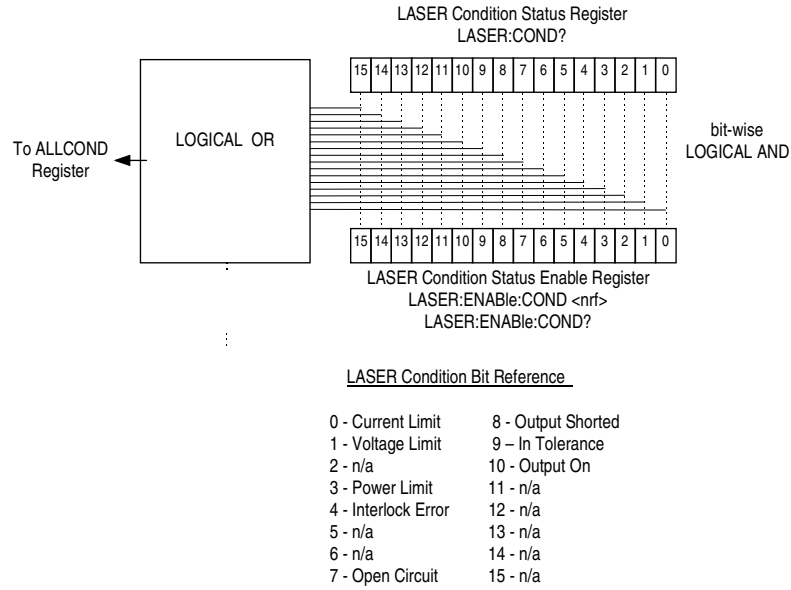 LASER Condition Status Register
LASER:COND?
15 14 13 12 11 10 9 8 7 6 5 4 3 2 1 0
LOGICAL OR
To ALLCOND
Register
bit-wise
LOGICAL AND
15 14 13 12 11 10 9 8 7 6 5 4 3 2 1 0
LASER Condition Status Enable Register
LASER:ENABle:COND <nrf>
LASER:ENABle:COND?
LASER Condition Bit Reference
0 - Current Limit
1 - Voltage Limit
2 - n/a
3 - Power Limit
4 - Interlock Error
5 - n/a
6 - n/a
7 - Open Circuit
8 - Output Shorted
9 – In Tolerance
10 - Output On
11 - n/a
12 - n/a
13 - n/a
14 - n/a
15 - n/a